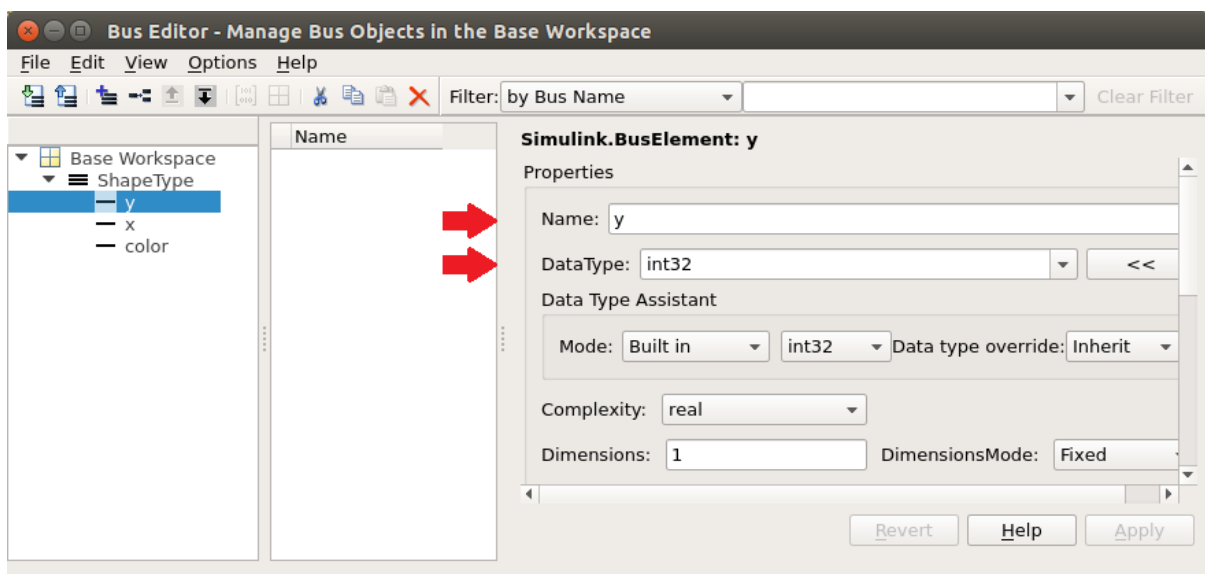 Bus Editor - Manage Bus Objects in the Base Workspace
File Edit View Options Help
Filter: by Bus Name Clear Filter
Name
Base Workspace
ShapeType
y
x
color
Simulink.BusElement: y
Properties
Name: y
DataType: int32 <<
Data Type Assistant
Mode: Built in int32 Data type override: Inherit
Complexity: real
Dimensions: 1 DimensionsMode: Fixed
Revert Help Apply